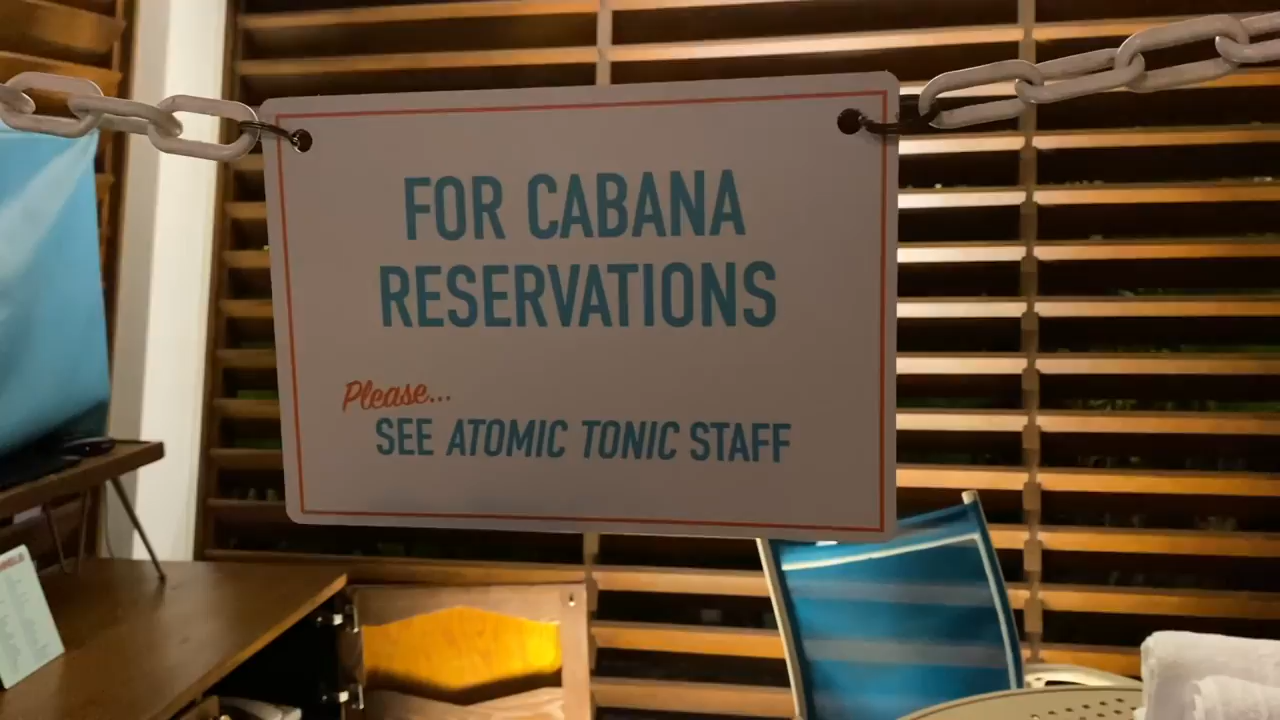 FOR CABANA
RESERVATIONS
Please...
SEE ATOMIC TONIC STAFF